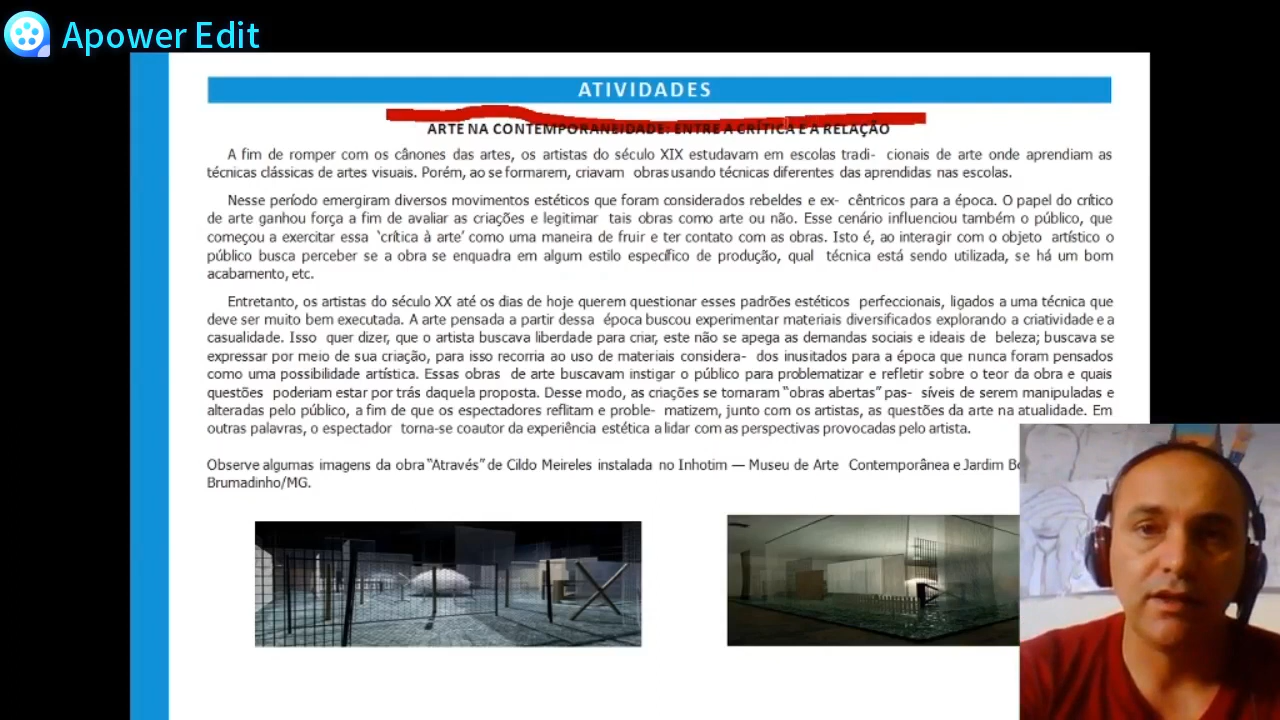 Apower Edit
ATIVIDADES
ARTE NA CONTEMPORANEIDADE: ENTRE A CRÍTICA E A RELAÇÃO
A fim de romper com os cânones das artes, os artistas do século XIX estudavam em escolas tradi- cionais de arte onde aprendiam as
técnicas clássicas de artes visuais. Porém, ao se formarem, criavam obras usando técnicas diferentes das aprendidas nas escolas.
Nesse período emergiram diversos movimentos estéticos que foram considerados rebeldes e ex- cêntricos para a época. O papel do crítico
de arte ganhou força a fim de avaliar as criações e legitimar tais obras como arte ou não. Esse cenário influenciou também o público, que
começou a exercitar essa ‘crítica à arte’ como uma maneira de fruir e ter contato com as obras. Isto é, ao interagir com o objeto artístico o
público busca perceber se a obra se enquadra em algum estilo específico de produção, qual técnica está sendo utilizada, se há um bom
acabamento, etc.
Entretanto, os artistas do século XX até os dias de hoje querem questionar esses padrões estéticos perfeccionais, ligados a uma técnica que
deve ser muito bem executada. A arte pensada a partir dessa época buscou experimentar materiais diversificados explorando a criatividade e a
casualidade. Isso quer dizer, que o artista buscava liberdade para criar, este não se apega as demandas sociais e ideais de beleza; buscava se
expressar por meio de sua criação, para isso recorria ao uso de materiais considera- dos inusitados para a época que nunca foram pensados
como uma possibilidade artística. Essas obras de arte buscavam instigar o público para problematizar e refletir sobre o teor da obra e quais
questões poderiam estar por trás daquela proposta. Desse modo, as criações se tornaram “obras abertas” pas- síveis de serem manipuladas e
alteradas pelo público, a fim de que os espectadores reflitam e proble- matizem, junto com os artistas, as questões da arte na atualidade. Em
outras palavras, o espectador torna-se coautor da experiência estética a lidar com as perspectivas provocadas pelo artista.
Observe algumas imagens da obra “Através” de Cildo Meireles instalada no Inhotim — Museu de Arte Contemporânea e Jardim
Brumadinho/MG.